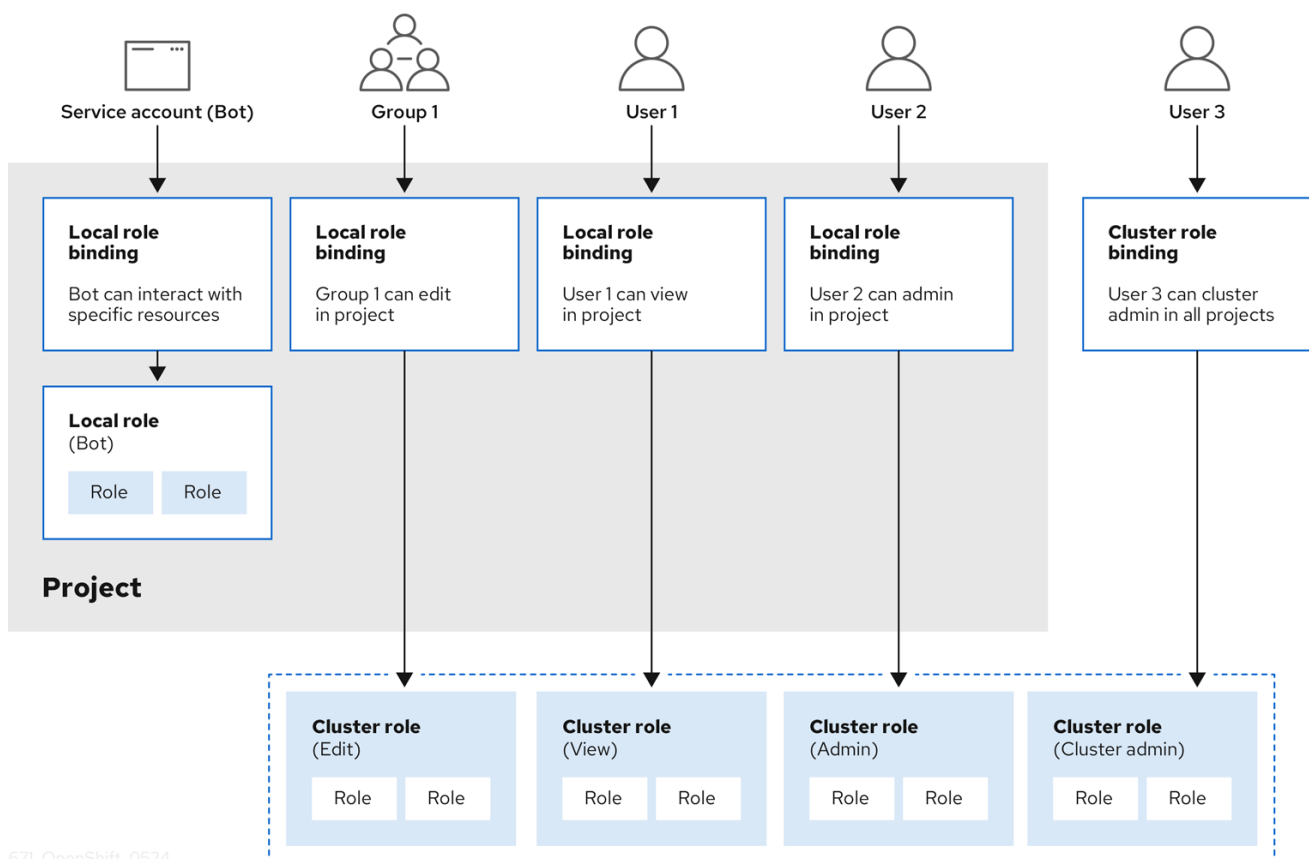 Service account (Bot)
Group 1
User 1
User 2
User 3
Local role
binding
Bot can interact with
specific resources
Local role
binding
Group 1 can edit
in project
Local role
binding
User 1 can view
in project
Local role
binding
User 2 can admin
in project
Cluster role
binding
User 3 can cluster
admin in all projects
Local role
(Bot)
Role
Role
Project
Cluster role
(Edit)
Role
Role
Cluster role
(View)
Role
Role
Cluster role
(Admin)
Role
Role
Cluster role
(Cluster admin)
Role
Role
671_OpenShift_0524